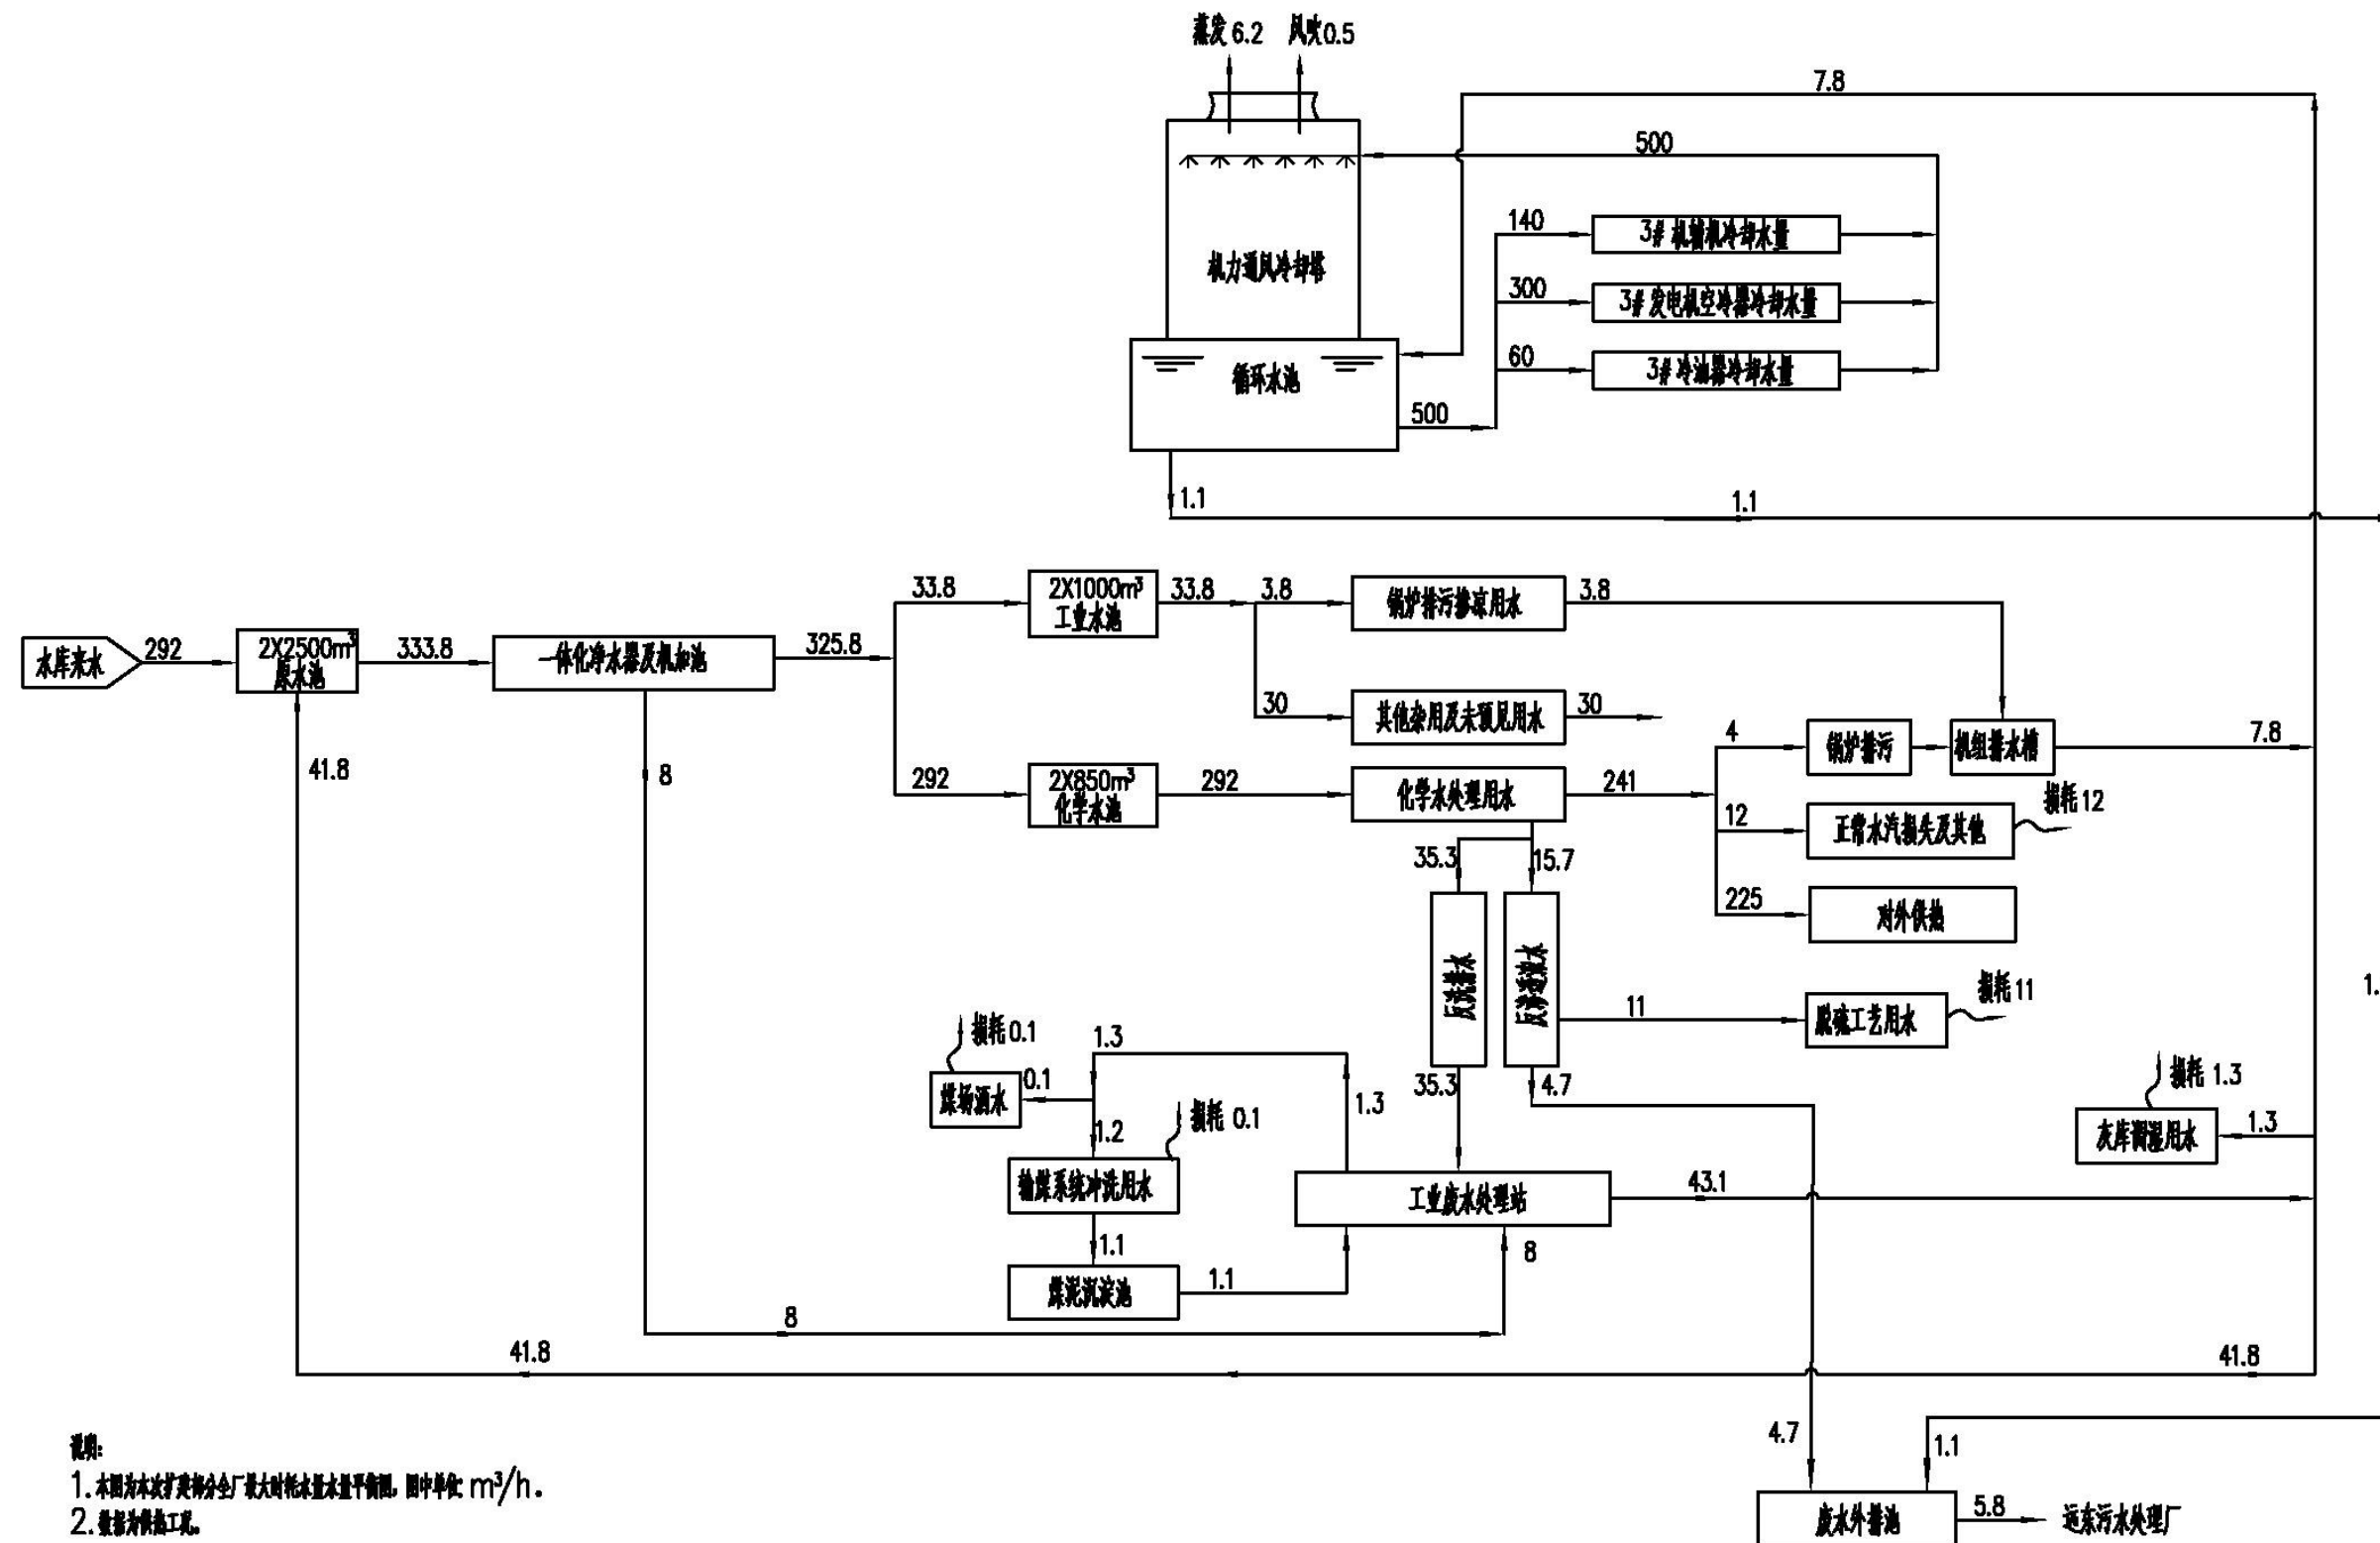 蒸发 6.2 风吹 0.5
7.8
500
140
3# 机辅机冷却水量
机力通风冷却塔
300
3# 发电机空冷器冷却水量
60
3# 冷油器冷却水量
循环水池
500
1.1
1.1
33.8
2X1000m³
工业水池
33.8
3.8
锅炉排污掺凉用水
3.8
水库来水
292
2X2500m³
原水池
333.8
一体化净水器及机加池
325.8
30
其他杂用及未预见用水
30
4
锅炉排污
机组排水槽
7.8
41.8
8
292
2X850m³
化学水池
292
化学水处理用水
241
12
正常水汽损失及其他
损耗 12
35.3
15.7
225
对外供热
反洗排水
反渗透浓水
11
脱硫工艺用水
损耗 11
1.
损耗 0.1
1.3
煤场洒水
0.1
1.2
损耗 0.1
1.3
35.3
4.7
损耗 1.3
灰库调湿用水
1.3
输煤系统冲洗用水
工业废水处理站
43.1
1.1
8
煤泥沉淀池
1.1
8
41.8
41.8
4.7
1.1
废水外排池
5.8
远东污水处理厂
说明:
1. 本图为本次扩建部分全厂最大时耗水量水量平衡图, 图中单位: m³/h.
2. 数据为供热工况。